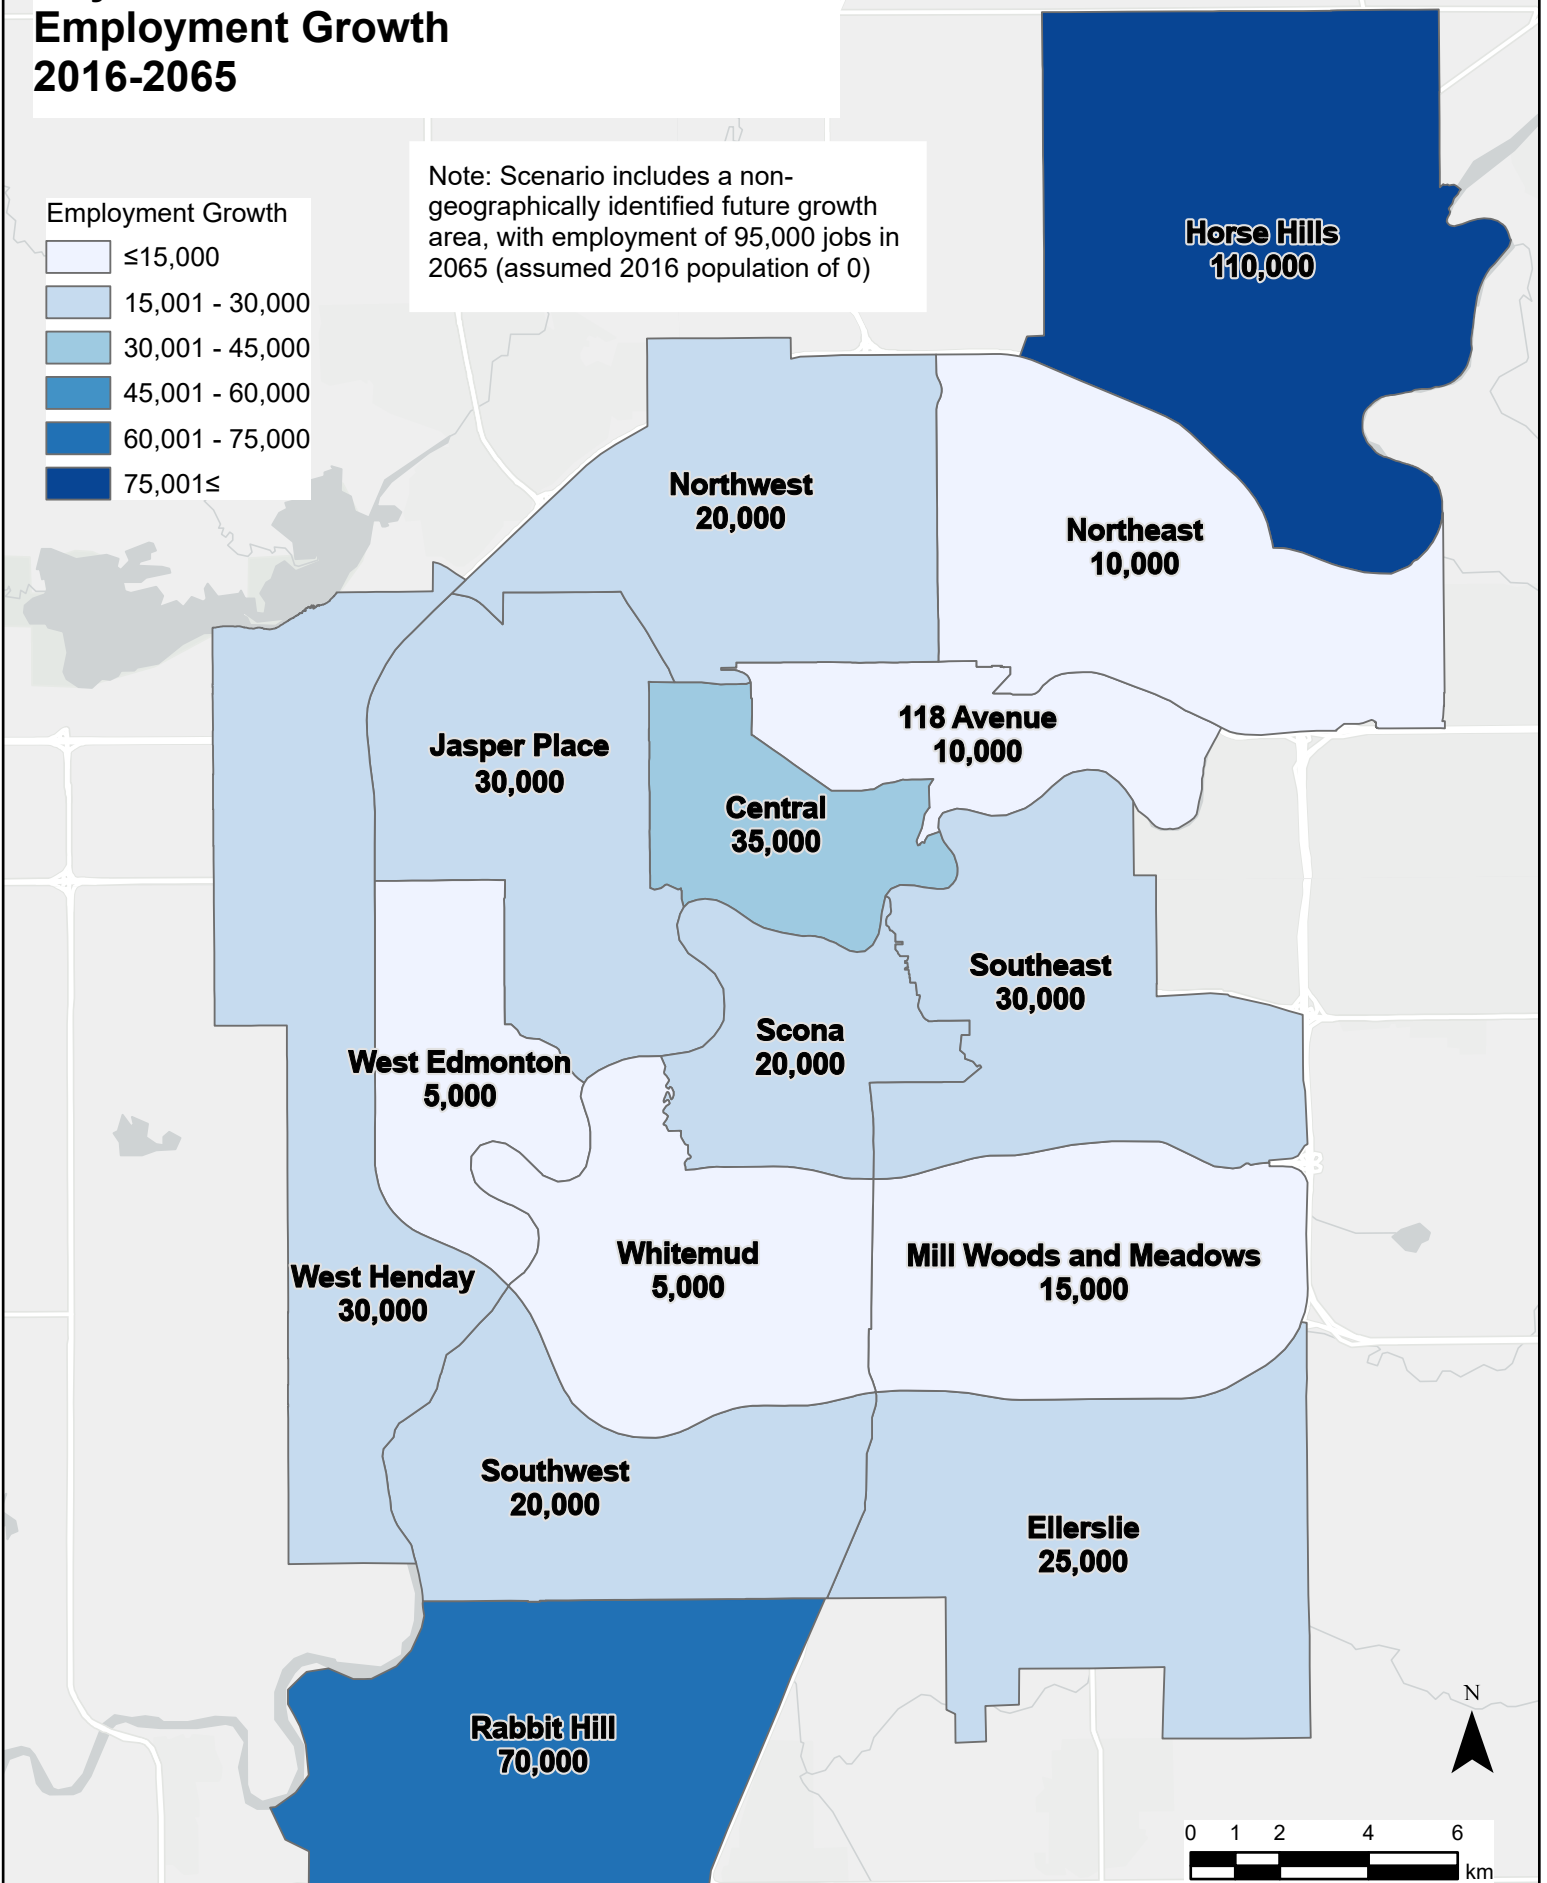 Employment Growth
2016-2065
Note: Scenario includes a non-
geographically identified future growth
area, with employment of 95,000 jobs in
2065 (assumed 2016 population of 0)
Employment Growth
≤15,000
15,001 - 30,000
30,001 - 45,000
45,001 - 60,000
60,001 - 75,000
75,001≤
Horse Hills
110,000
Northwest
20,000
Northeast
10,000
118 Avenue
10,000
Jasper Place
30,000
Central
35,000
Southeast
30,000
Scona
20,000
West Edmonton
5,000
Whitemud
5,000
Mill Woods and Meadows
15,000
West Henday
30,000
Southwest
20,000
Ellerslie
25,000
Rabbit Hill
70,000
N
0 1 2 4 6
km